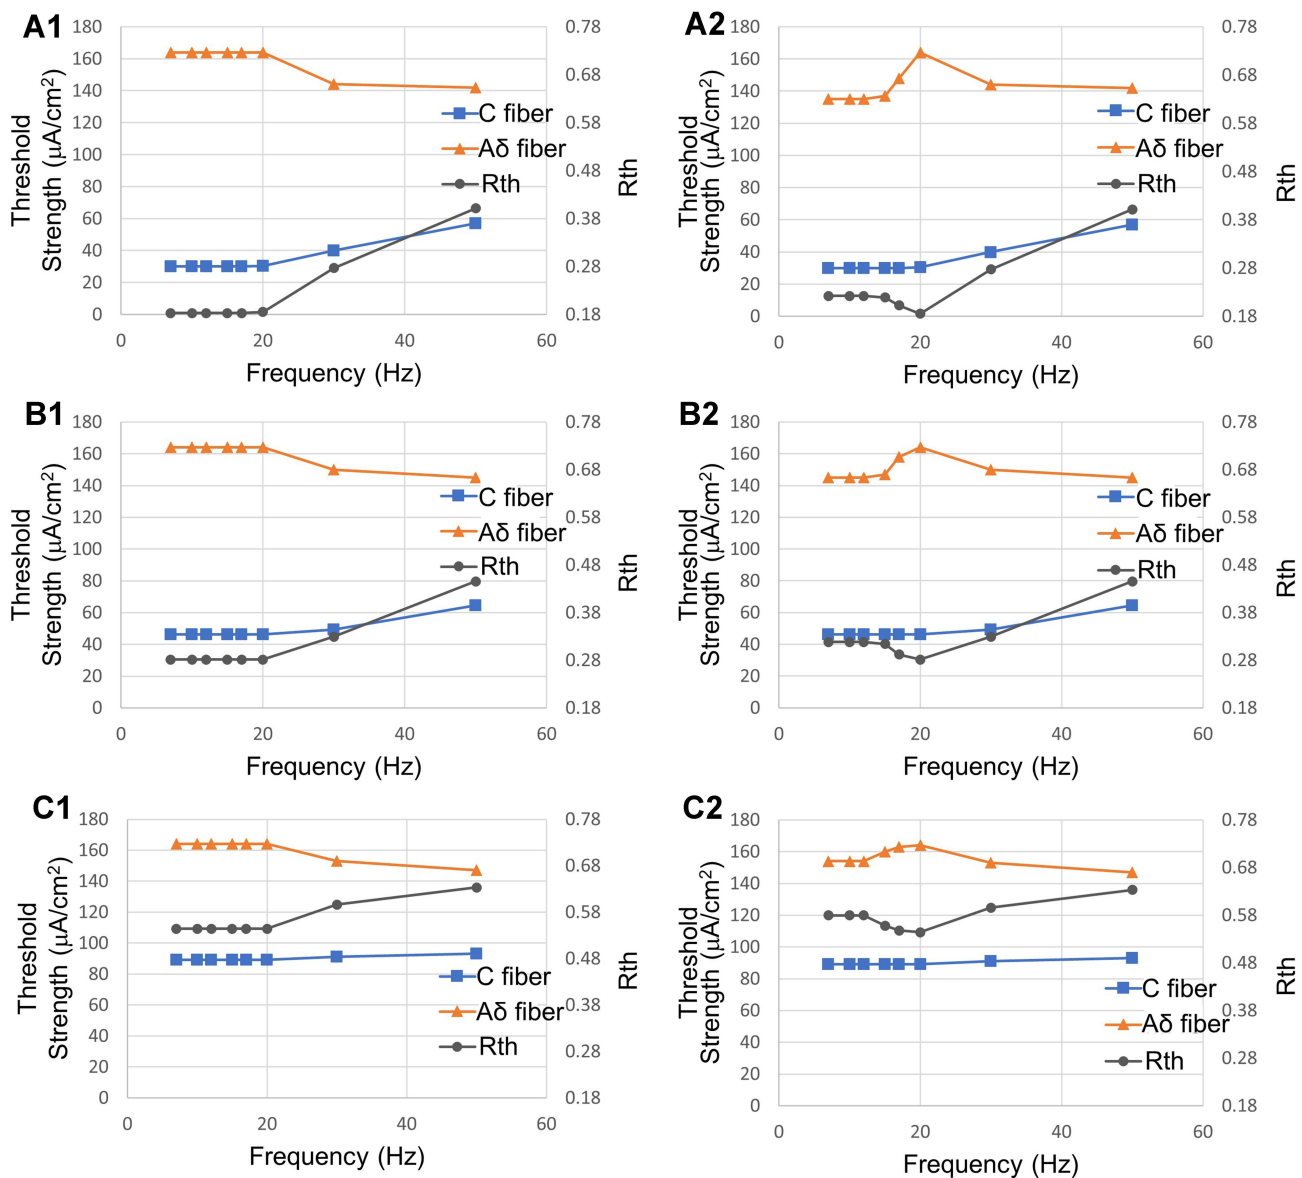 A1
180
160
140
120
100
80
60
40
20
0
Threshold
Strength (μA/cm²)
0.78
0.68
0.58
0.48
0.38
0.28
0.18
Rth
C fiber
Aδ fiber
Rth
0 20 40 60
Frequency (Hz)
A2
180
160
140
120
100
80
60
40
20
0
Threshold
Strength (μA/cm²)
0.78
0.68
0.58
0.48
0.38
0.28
0.18
Rth
C fiber
Aδ fiber
Rth
0 20 40 60
Frequency (Hz)
B1
180
160
140
120
100
80
60
40
20
0
Threshold
Strength (μA/cm²)
0.78
0.68
0.58
0.48
0.38
0.28
0.18
Rth
C fiber
Aδ fiber
Rth
0 20 40 60
Frequency (Hz)
B2
180
160
140
120
100
80
60
40
20
0
Threshold
Strength (μA/cm²)
0.78
0.68
0.58
0.48
0.38
0.28
0.18
Rth
C fiber
Aδ fiber
Rth
0 20 40 60
Frequency (Hz)
C1
180
160
140
120
100
80
60
40
20
0
Threshold
Strength (μA/cm²)
0.78
0.68
0.58
0.48
0.38
0.28
0.18
Rth
C fiber
Aδ fiber
Rth
0 20 40 60
Frequency (Hz)
C2
180
160
140
120
100
80
60
40
20
0
Threshold
Strength (μA/cm²)
0.78
0.68
0.58
0.48
0.38
0.28
0.18
Rth
C fiber
Aδ fiber
Rth
0 20 40 60
Frequency (Hz)